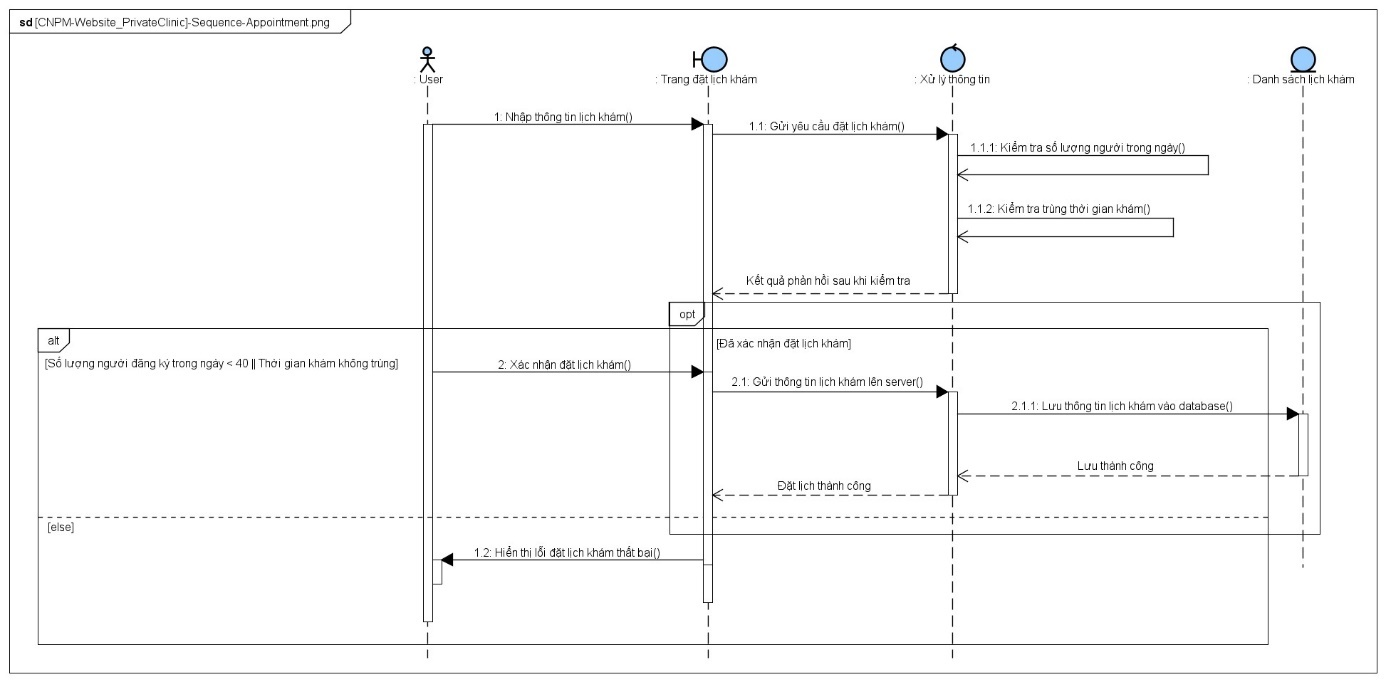 sd [CNPM-Website_PrivateClinic]-Sequence-Appointment.png
: User
: Trang đặt lịch khám
: Xử lý thông tin
: Danh sách lịch khám
1: Nhập thông tin lịch khám()
1.1: Gửi yêu cầu đặt lịch khám()
1.1.1: Kiểm tra số lượng người trong ngày()
1.1.2: Kiểm tra trùng thời gian khám()
Kết quả phản hồi sau khi kiểm tra
opt
alt
[Đã xác nhận đặt lịch khám]
[Số lượng người đăng ký trong ngày < 40 || Thời gian khám không trùng]
2: Xác nhận đặt lịch khám()
2.1: Gửi thông tin lịch khám lên server()
2.1.1: Lưu thông tin lịch khám vào database()
Lưu thành công
Đặt lịch thành công
[else]
1.2: Hiển thị lỗi đặt lịch khám thất bại()